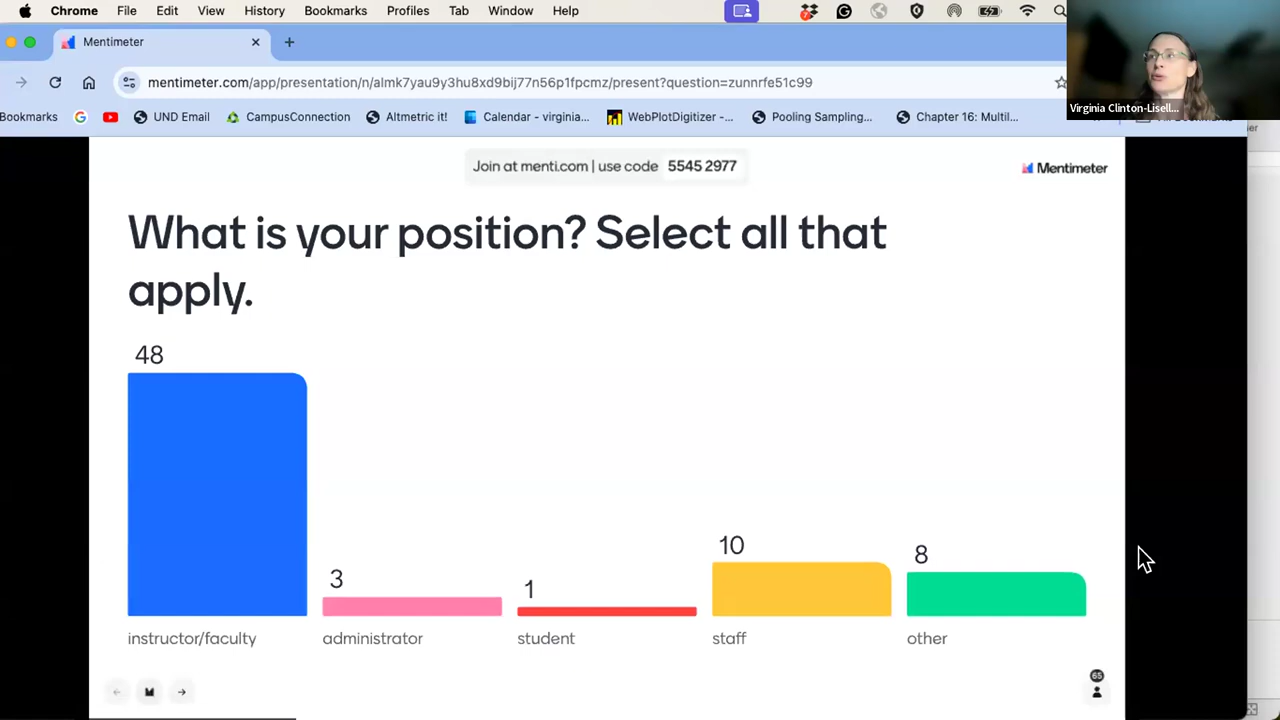 Chrome File Edit View History Bookmarks Profiles Tab Window Help
7
Mentimeter
mentimeter.com/app/presentation/n/almk7yau9y3hu8xd9bij77n56p1fpcmz/present?question=zunnrfe51c99
Bookmarks UND Email CampusConnection Altmetric it! Calendar - virginia... WebPlotDigitizer -... Pooling Sampling... Chapter 16: Multil...
Virginia Clinton-Lisell...
Join at menti.com | use code 5545 2977
Mentimeter
What is your position? Select all that
apply.
48
3
1
10
8
instructor/faculty
administrator
student
staff
other
65